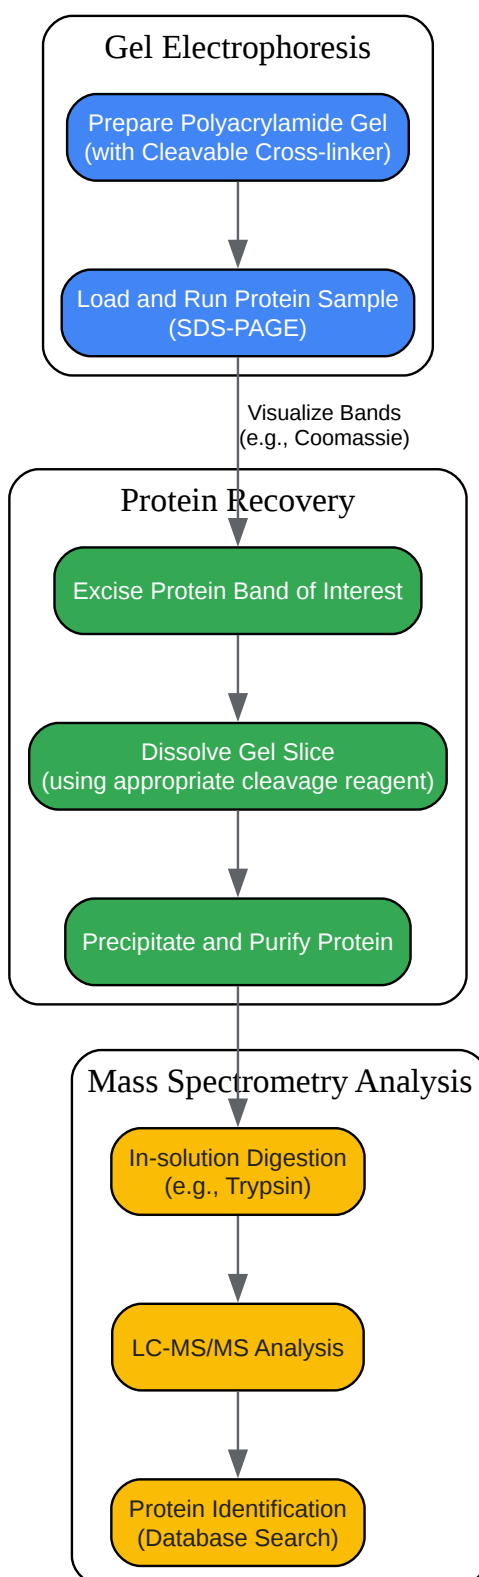 Gel Electrophoresis
Prepare Polyacrylamide Gel
(with Cleavable Cross-linker)
Load and Run Protein Sample
(SDS-PAGE)
Visualize Bands
(e.g., Coomassie)
Protein Recovery
Excise Protein Band of Interest
Dissolve Gel Slice
(using appropriate cleavage reagent)
Precipitate and Purify Protein
Mass Spectrometry Analysis
In-solution Digestion
(e.g., Trypsin)
LC-MS/MS Analysis
Protein Identification
(Database Search)